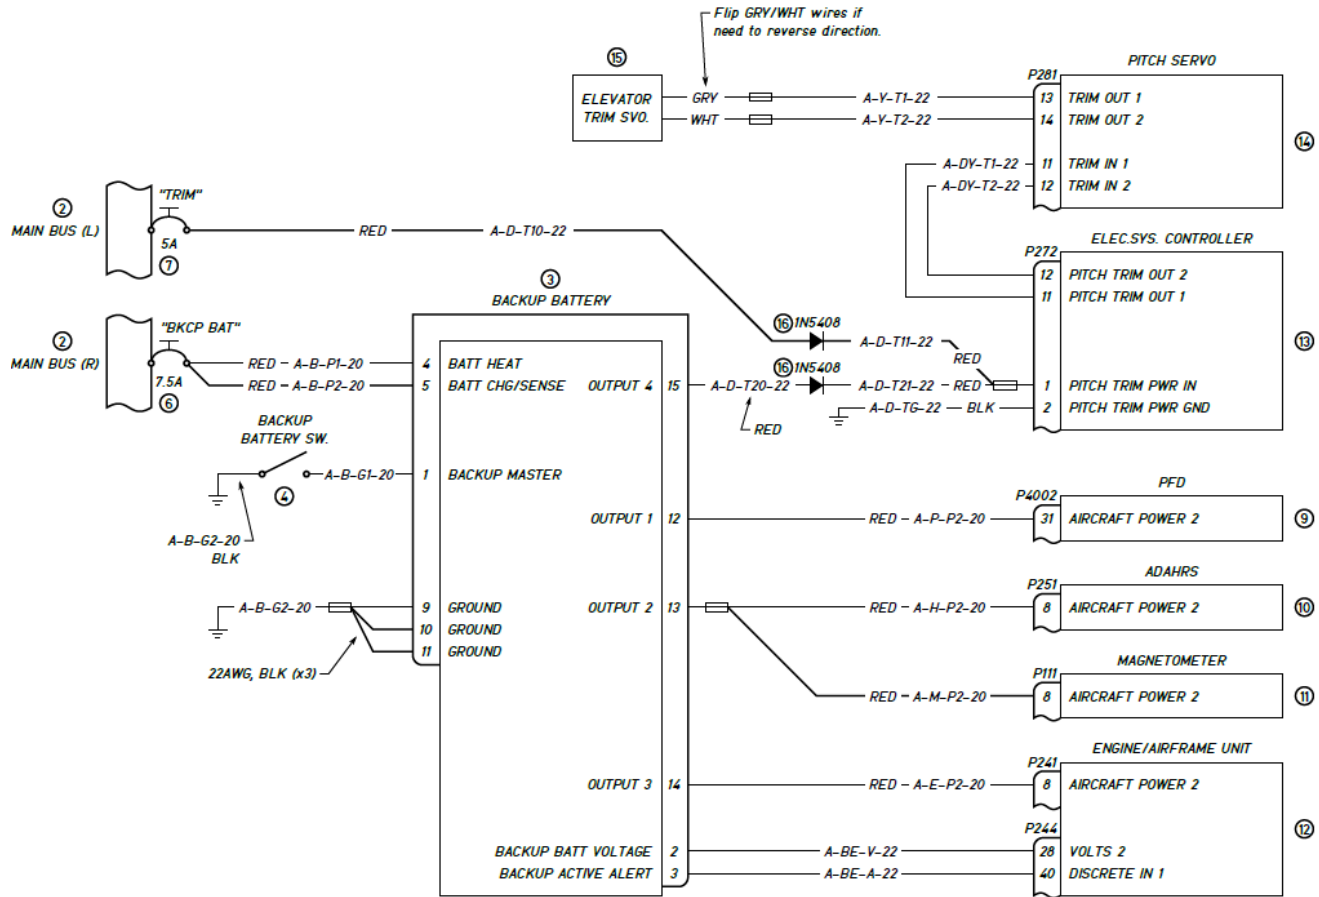 Flip GRY/WHT wires if
need to reverse direction.
15
ELEVATOR
TRIM SVO.
GRY
A-Y-T1-22
WHT
A-Y-T2-22
PITCH SERVO
P281
13 TRIM OUT 1
14 TRIM OUT 2
11 TRIM IN 1
12 TRIM IN 2
14
A-DY-T1-22
A-DY-T2-22
2
MAIN BUS (L)
"TRIM"
5A
7
RED
A-D-T10-22
ELEC.SYS. CONTROLLER
P272
12 PITCH TRIM OUT 2
11 PITCH TRIM OUT 1
1 PITCH TRIM PWR IN
2 PITCH TRIM PWR GND
13
2
MAIN BUS (R)
"BKCP BAT"
7.5A
6
RED A-B-P1-20
RED A-B-P2-20
3
BACKUP BATTERY
4 BATT HEAT
5 BATT CHG/SENSE
OUTPUT 4 15
16 1N5408
A-D-T11-22
RED
16 1N5408
A-D-T20-22
A-D-T21-22 RED
RED
A-D-TG-22 BLK
BACKUP
BATTERY SW.
4
A-B-G1-20
1 BACKUP MASTER
A-B-G2-20
BLK
OUTPUT 1 12
RED A-P-P2-20
PFD
P4002
31 AIRCRAFT POWER 2
9
A-B-G2-20
9 GROUND
10 GROUND
11 GROUND
22AWG, BLK (x3)
OUTPUT 2 13
RED A-H-P2-20
ADAHRS
P251
8 AIRCRAFT POWER 2
10
RED A-M-P2-20
MAGNETOMETER
P111
8 AIRCRAFT POWER 2
11
OUTPUT 3 14
RED A-E-P2-20
ENGINE/AIRFRAME UNIT
P241
8 AIRCRAFT POWER 2
P244
28 VOLTS 2
40 DISCRETE IN 1
12
BACKUP BATT VOLTAGE 2
A-BE-V-22
BACKUP ACTIVE ALERT 3
A-BE-A-22